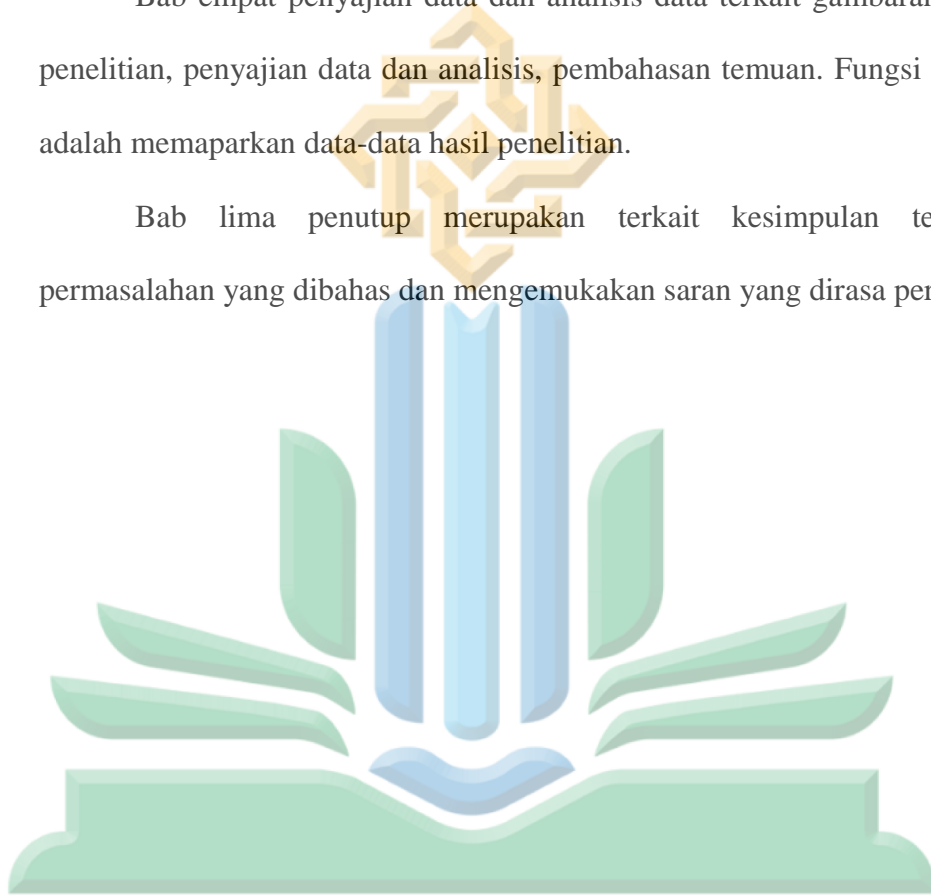 Bab empat penyajian data dan analisis data terkait gambaran
penelitian, penyajian data dan analisis, pembahasan temuan. Fungsi
adalah memaparkan data-data hasil penelitian.
Bab lima penutup merupakan terkait kesimpulan
permasalahan yang dibahas dan mengemukakan saran yang dirasa